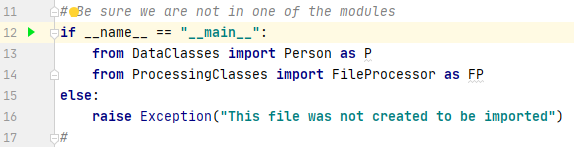 11 # Be sure we are not in one of the modules
12 if __name__ == "__main__":
13     from DataClasses import Person as P
14     from ProcessingClasses import FileProcessor as FP
15 else:
16     raise Exception("This file was not created to be imported")
17 #